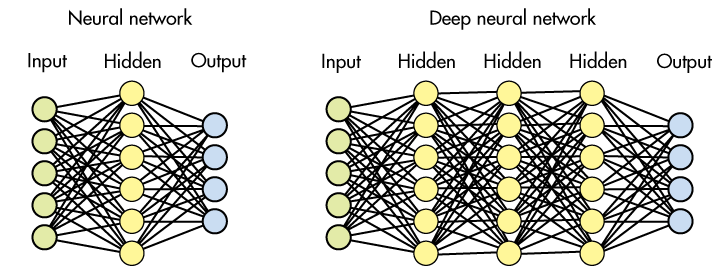 Neural network
Input Hidden Output
Deep neural network
Input Hidden Hidden Hidden Output